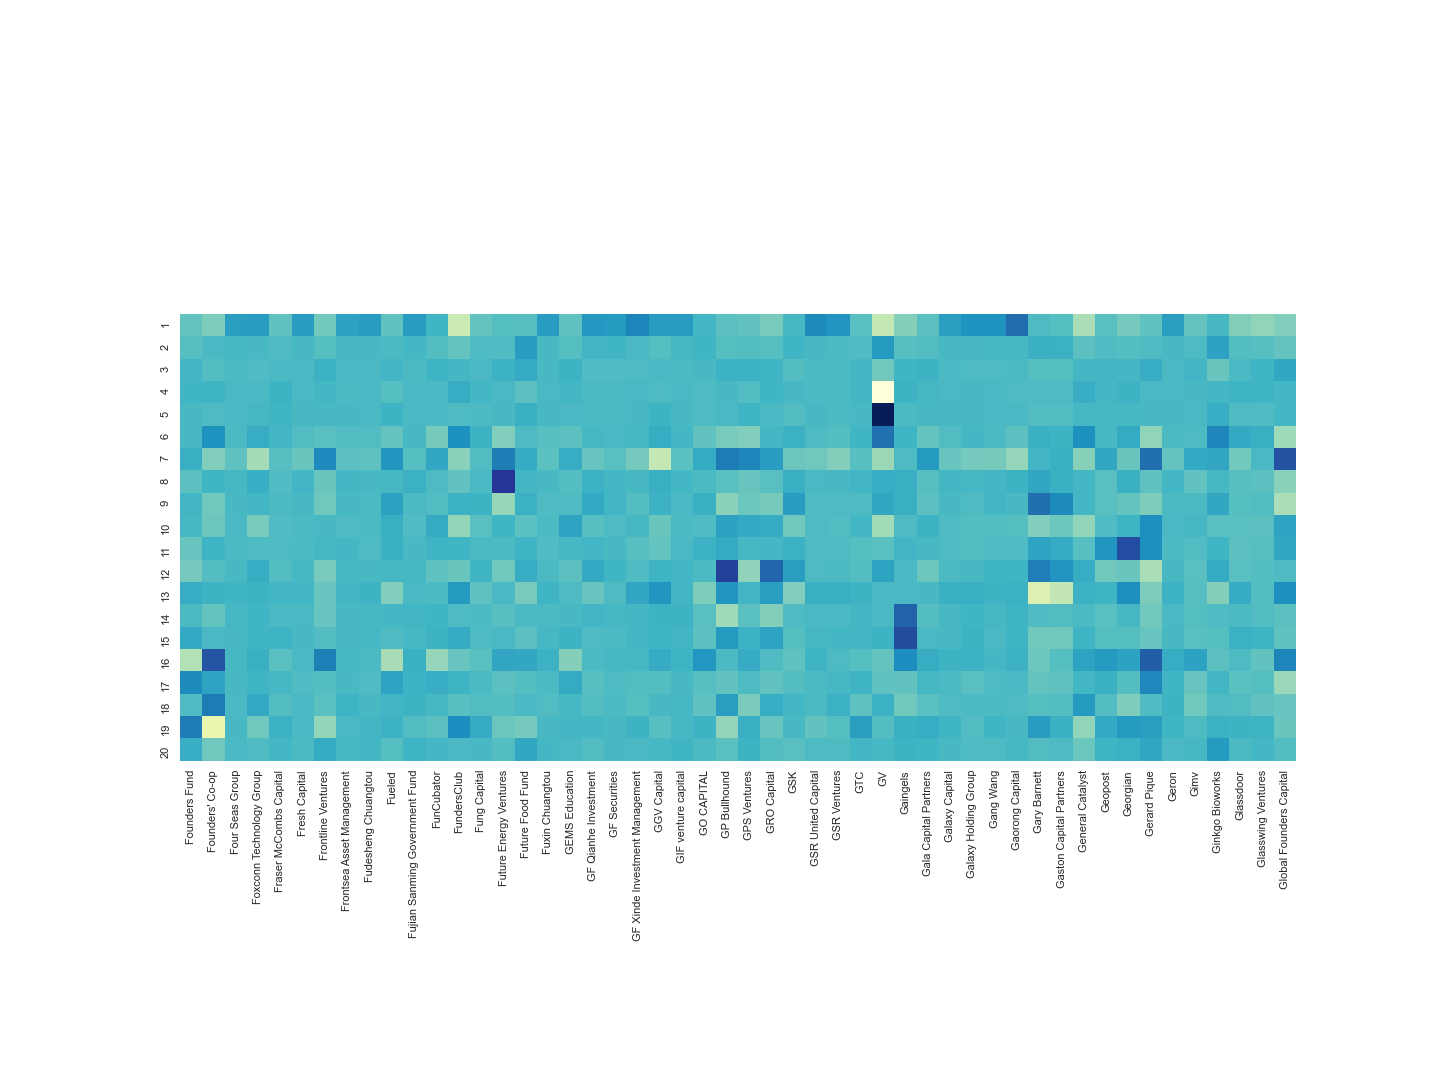 1
2
3
4
5
6
7
8
9
10
11
12
13
14
15
16
17
18
19
20
Founders Fund
Founders' Co-op
Four Seas Group
Foxconn Technology Group
Fraser McCombs Capital
Fresh Capital
Frontline Ventures
Frontsea Asset Management
Fudesheng Chuangtou
Fueled
Fujian Sanming Government Fund
FunCubator
FundersClub
Fung Capital
Future Energy Ventures
Future Food Fund
Fuxin Chuangtou
GEMS Education
GF Qianhe Investment
GF Securities
GF Xinde Investment Management
GGV Capital
GIF venture capital
GO CAPITAL
GP Bullhound
GPS Ventures
GRO Capital
GSK
GSR United Capital
GSR Ventures
GTC
GV
Gaingels
Gala Capital Partners
Galaxy Capital
Galaxy Holding Group
Gang Wang
Gaorong Capital
Gary Barnett
Gaston Capital Partners
General Catalyst
Geopost
Georgian
Gerard Pique
Geron
Gimv
Ginkgo Bioworks
Glassdoor
Glasswing Ventures
Global Founders Capital